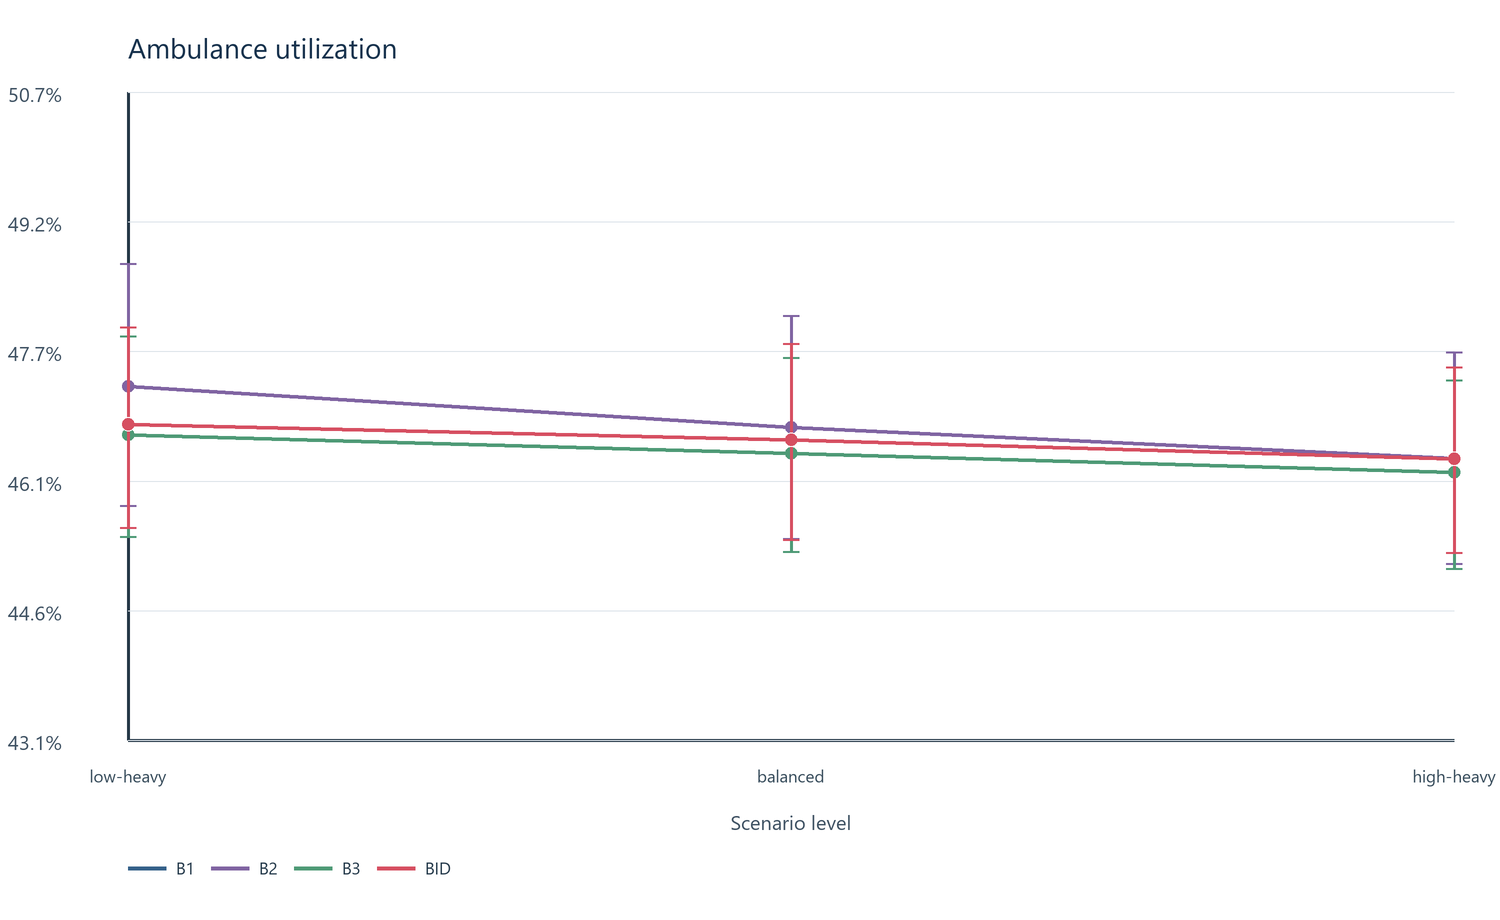 Ambulance utilization
50.7%
49.2%
47.7%
46.1%
44.6%
43.1%
low-heavy balanced high-heavy
Scenario level
B1 B2 B3 BID